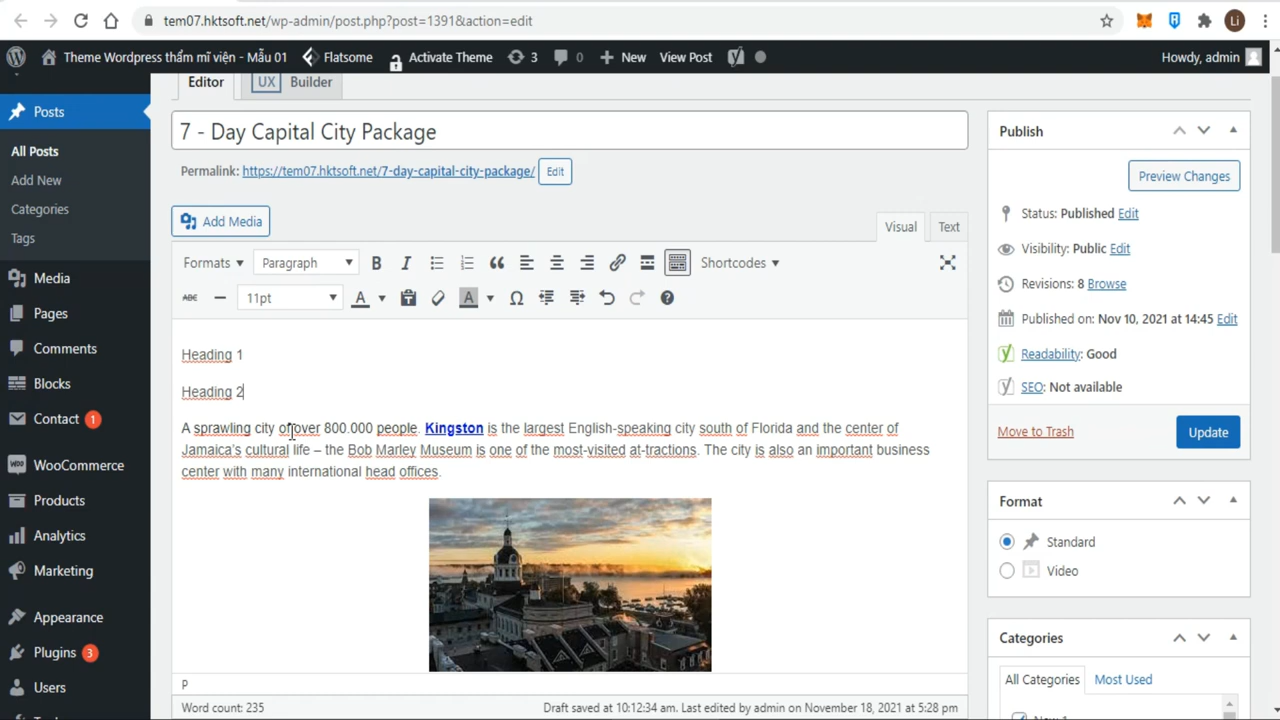 tem07.hktsoft.net/wp-admin/post.php?post=1391&action=edit
Li
Theme Wordpress thẩm mĩ viện - Mẫu 01
Flatsome
Activate Theme
3
0
New
View Post
Howdy, admin
Posts
All Posts
Add New
Categories
Tags
Media
Pages
Comments
Blocks
Contact 1
WooCommerce
Products
Analytics
Marketing
Appearance
Plugins 3
Users
Editor
UX Builder
7 - Day Capital City Package
Permalink: https://tem07.hktsoft.net/7-day-capital-city-package/ Edit
Add Media
Visual
Text
Formats
Paragraph
B
I
Shortcodes
ABC
11pt
A
A
Ω
Heading 1
Heading 2
A sprawling city of over 800.000 people. Kingston is the largest English-speaking city south of Florida and the center of
Jamaica's cultural life – the Bob Marley Museum is one of the most-visited at-tractions. The city is also an important business
center with many international head offices.
P
Word count: 235
Draft saved at 10:12:34 am. Last edited by admin on November 18, 2021 at 5:28 pm
Publish
Preview Changes
Status: Published Edit
Visibility: Public Edit
Revisions: 8 Browse
Published on: Nov 10, 2021 at 14:45 Edit
Readability: Good
SEO: Not available
Move to Trash
Update
Format
Standard
Video
Categories
All Categories
Most Used